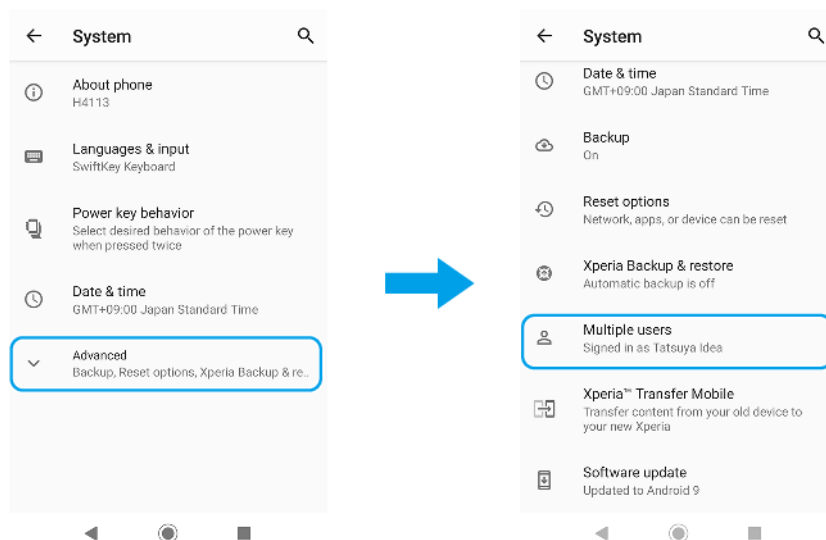 System
About phone
H4113
Languages & input
SwiftKey Keyboard
Power key behavior
Select desired behavior of the power key
when pressed twice
Date & time
GMT+09:00 Japan Standard Time
Advanced
Backup, Reset options, Xperia Backup & re..
System
Date & time
GMT+09:00 Japan Standard Time
Backup
On
Reset options
Network, apps, or device can be reset
Xperia Backup & restore
Automatic backup is off
Multiple users
Signed in as Tatsuya Idea
Xperia™ Transfer Mobile
Transfer content from your old device to
your new Xperia
Software update
Updated to Android 9